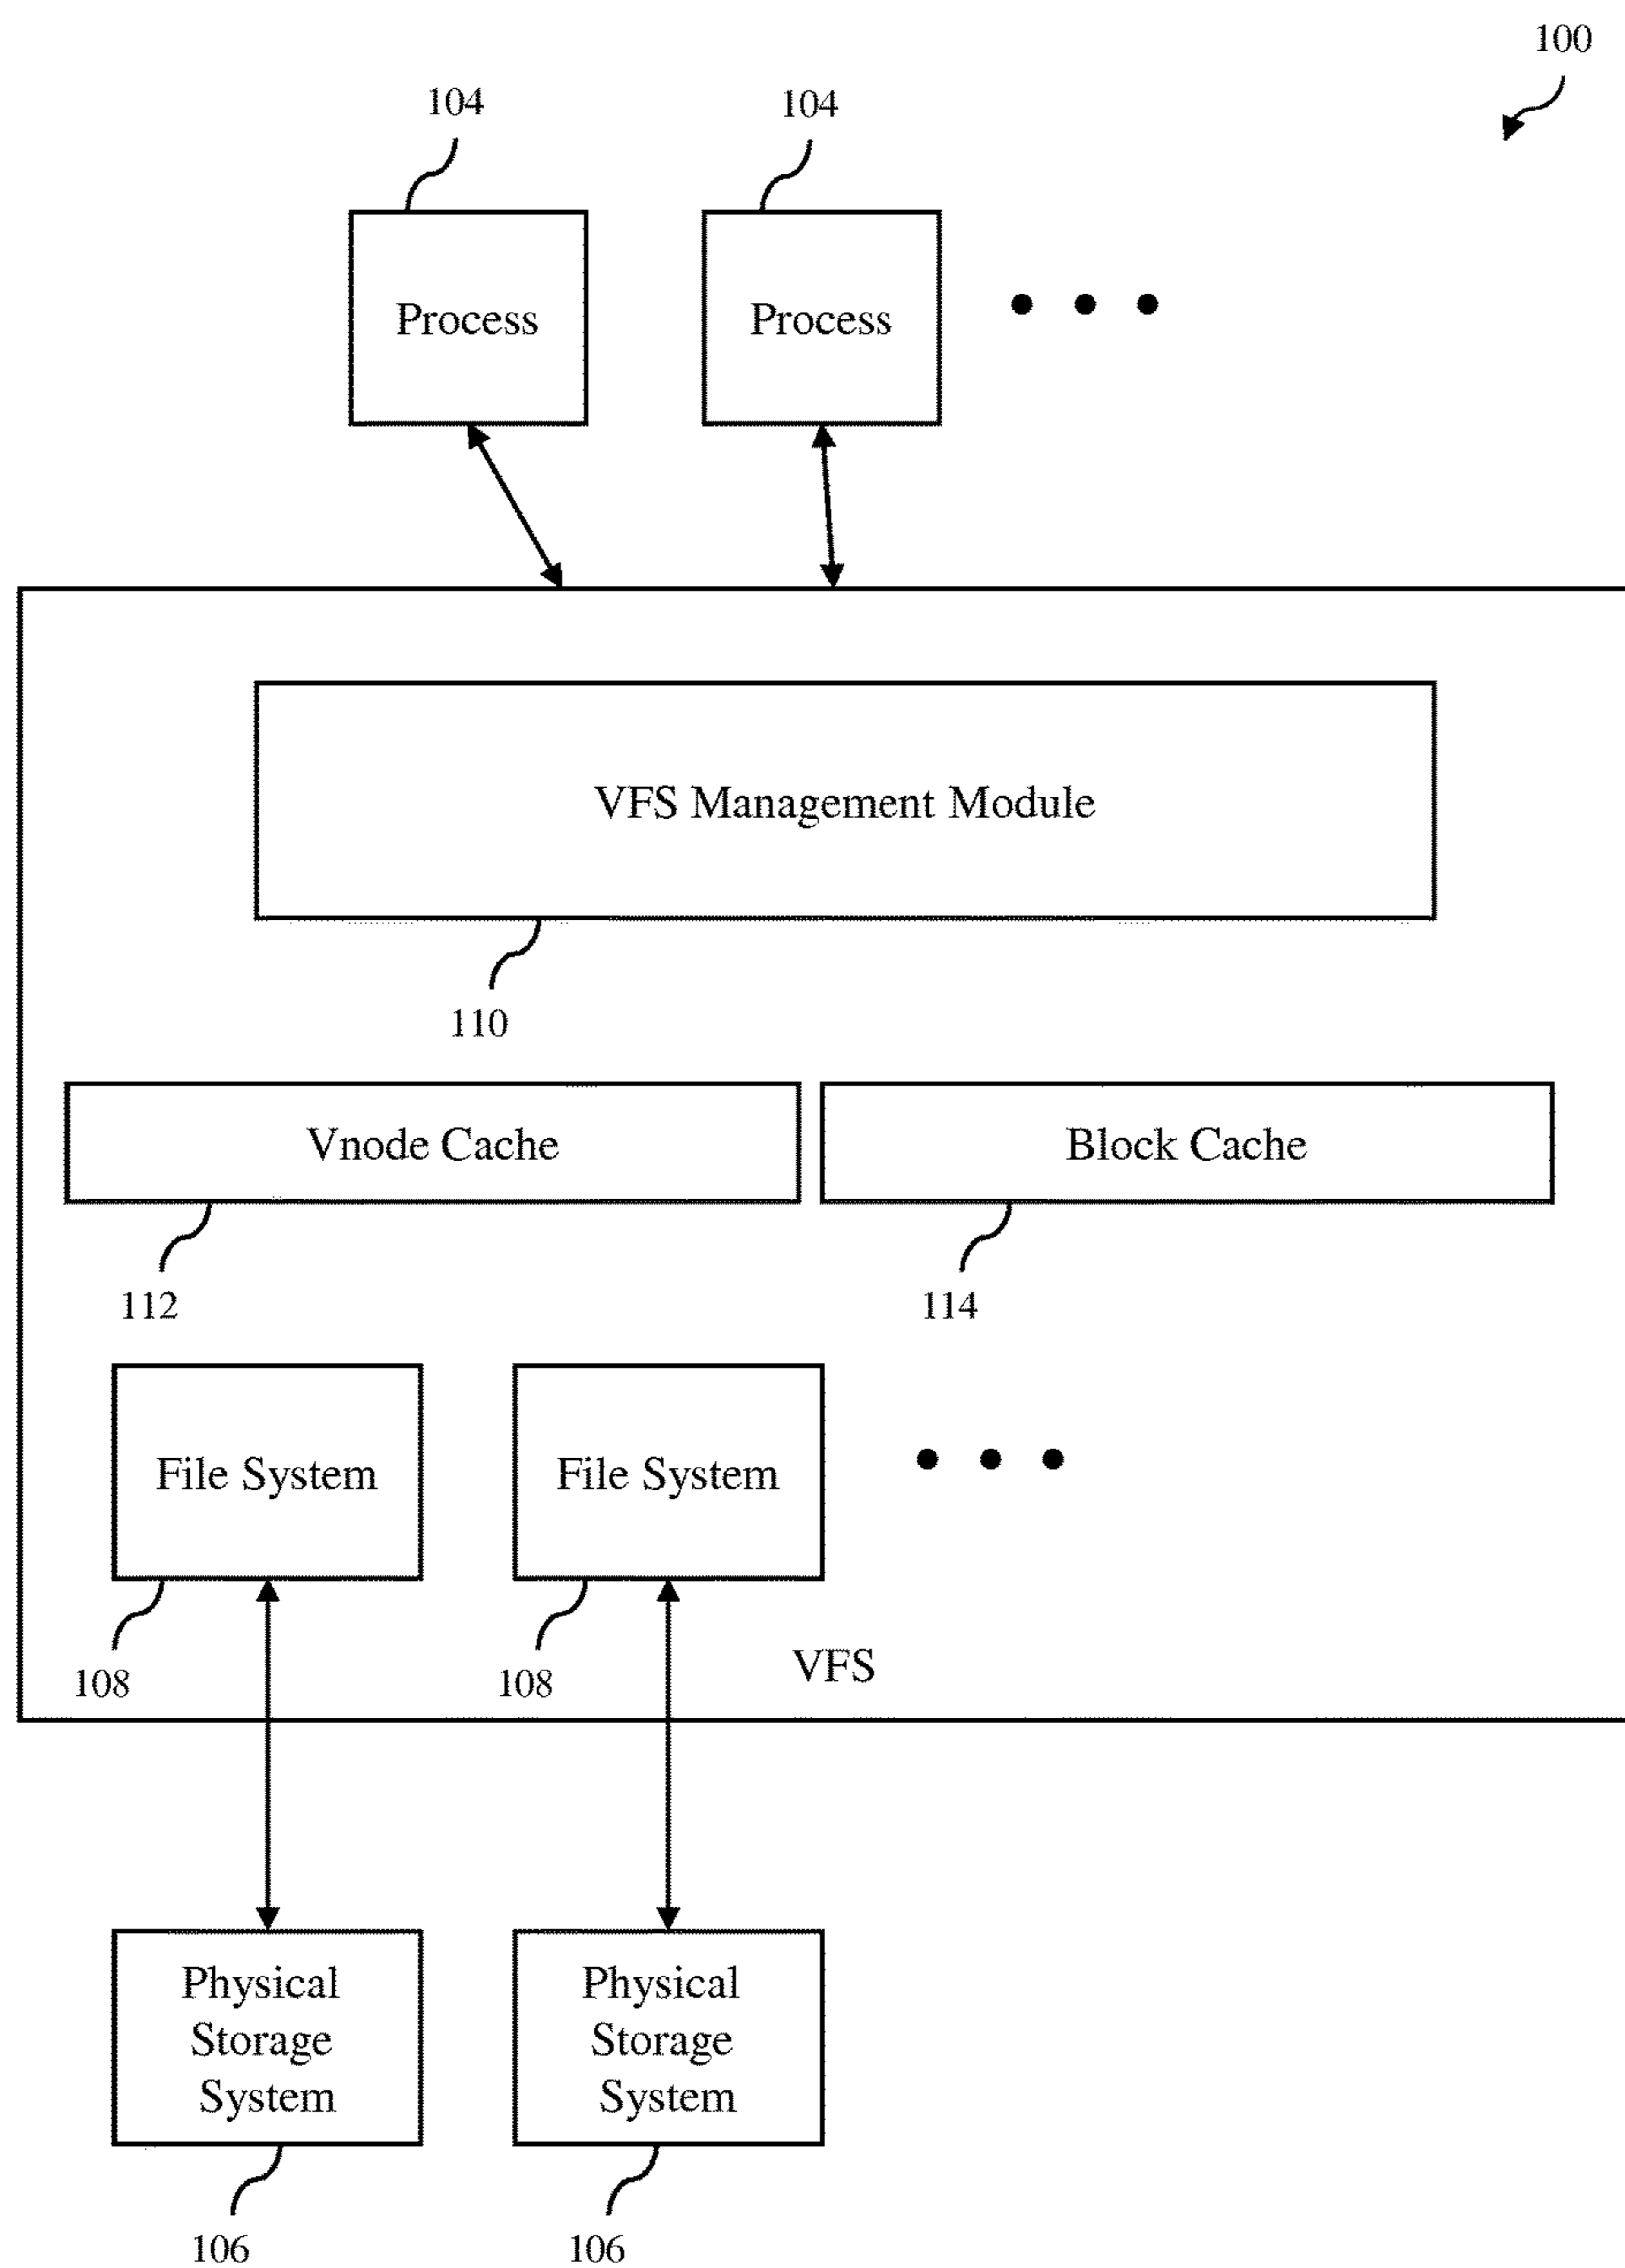 100
104
104
Process
Process
VFS Management Module
110
Vnode Cache
Block Cache
112
114
File System
File System
108
108
VFS
Physical
Storage
System
Physical
Storage
System
106
106